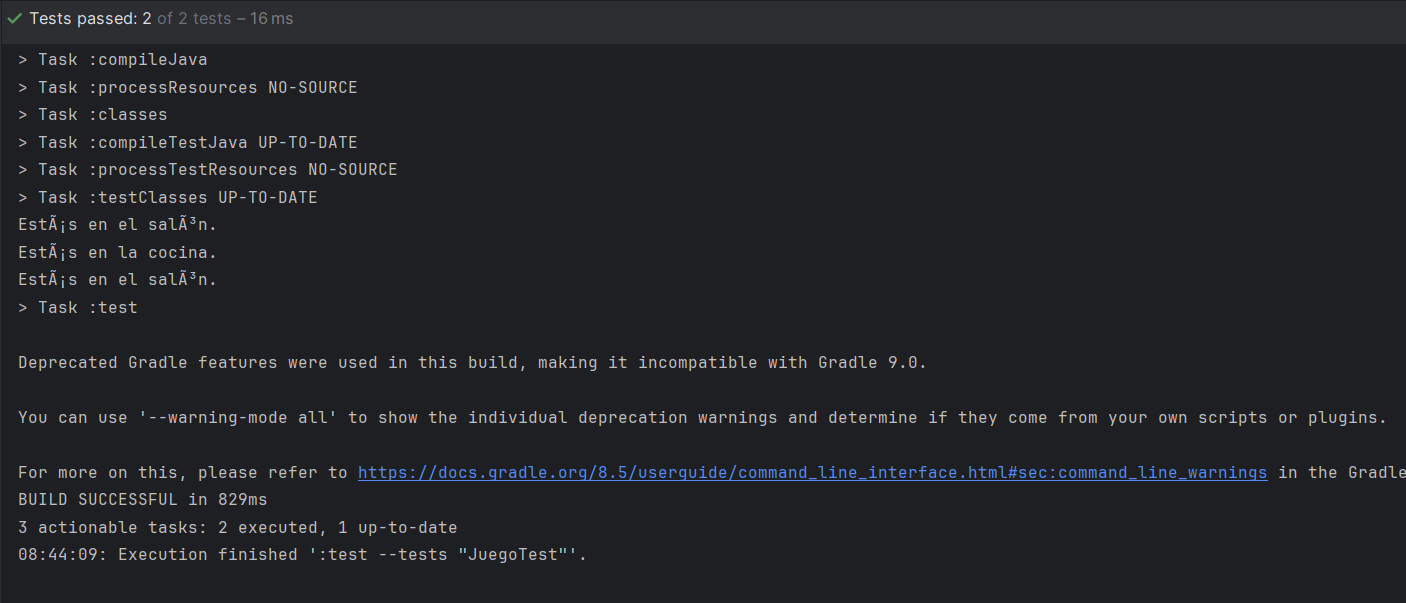 Tests passed: 2 of 2 tests – 16 ms
> Task :compileJava
> Task :processResources NO-SOURCE
> Task :classes
> Task :compileTestJava UP-TO-DATE
> Task :processTestResources NO-SOURCE
> Task :testClasses UP-TO-DATE
EstÃ¡s en el salÃ³n.
EstÃ¡s en la cocina.
EstÃ¡s en el salÃ³n.
> Task :test
Deprecated Gradle features were used in this build, making it incompatible with Gradle 9.0.
You can use '--warning-mode all' to show the individual deprecation warnings and determine if they come from your own scripts or plugins.
For more on this, please refer to https://docs.gradle.org/8.5/userguide/command_line_interface.html#sec:command_line_warnings in the Gradle
BUILD SUCCESSFUL in 829ms
3 actionable tasks: 2 executed, 1 up-to-date
08:44:09: Execution finished ':test --tests "JuegoTest"'.